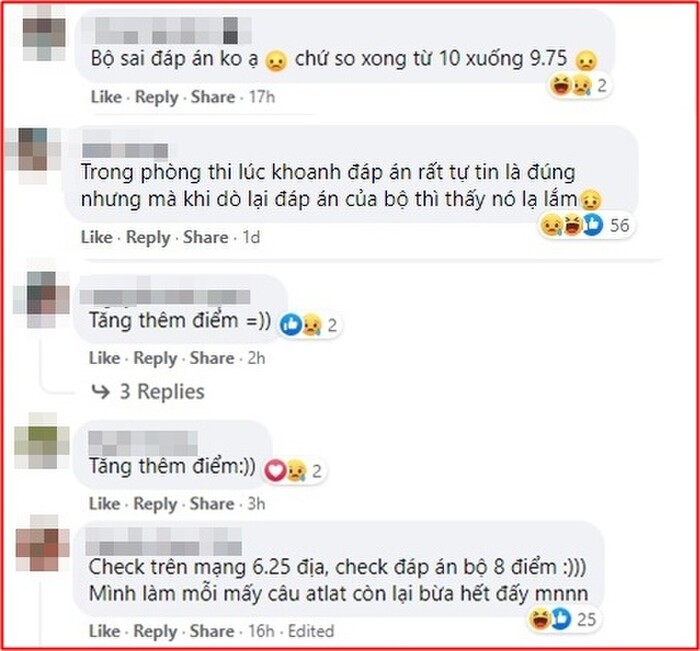 Bộ sai đáp án ko ạ 😞 chứ so xong từ 10 xuống 9.75 😞
2
Like · Reply · Share · 17h
Trong phòng thi lúc khoanh đáp án rất tự tin là đúng
nhưng mà khi dò lại đáp án của bộ thì thấy nó lạ lắm😥
56
Like · Reply · Share · 1d
Tăng thêm điểm =))
2
Like · Reply · Share · 2h
3 Replies
Tăng thêm điểm:))
2
Like · Reply · Share · 3h
Check trên mạng 6.25 địa, check đáp án bộ 8 điểm :)))
Mình làm mỗi mấy câu atlat còn lại bừa hết đấy mnnn
25
Like · Reply · Share · 16h · Edited